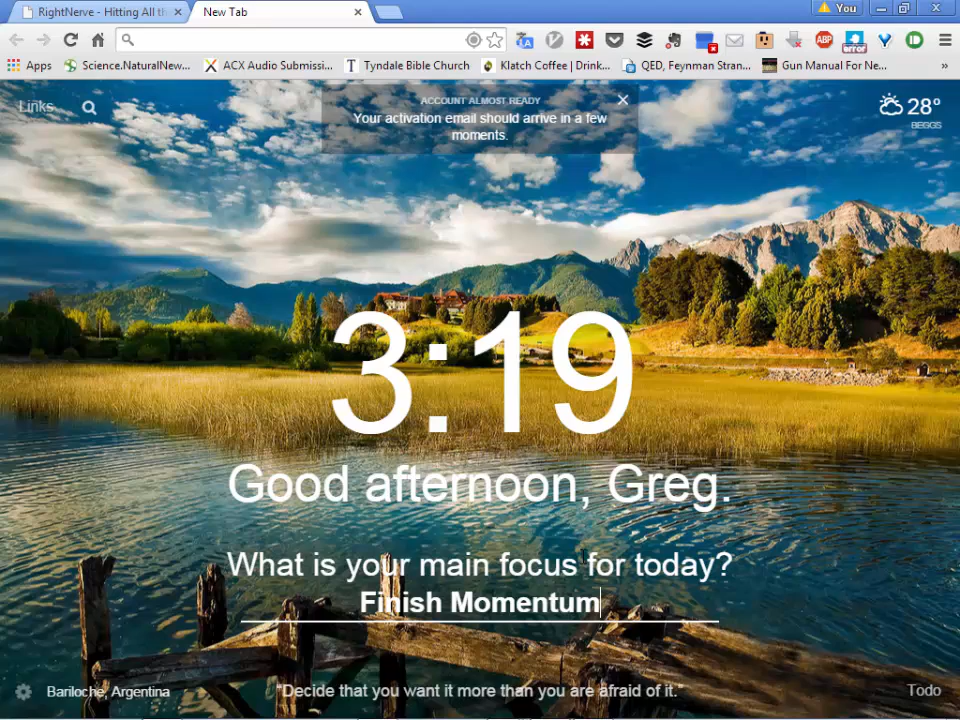 RightNerve - Hitting All th
New Tab
You
Apps
Science.NaturalNew...
ACX Audio Submissi...
Tyndale Bible Church
Klatch Coffee | Drink...
QED, Feynman Stran...
Gun Manual For Ne...
»
Links
ACCOUNT ALMOST READY
Your activation email should arrive in a few
moments.
28°
BEGGS
3:19
Good afternoon, Greg.
What is your main focus for today?
Finish Momentum
Bariloche, Argentina
"Decide that you want it more than you are afraid of it."
Todo
ABP
error